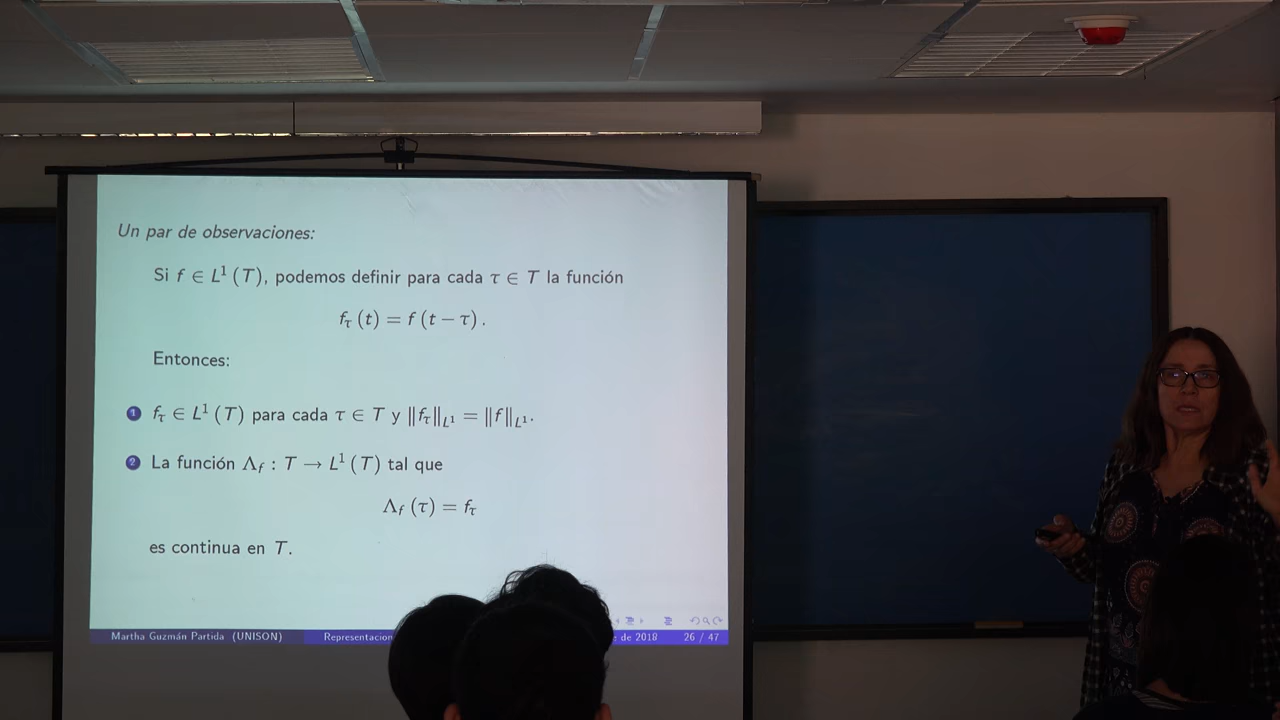 Un par de observaciones:
Si f ∈ L¹ (T), podemos definir para cada τ ∈ T la función
f_τ (t) = f (t − τ) .
Entonces:
1 f_τ ∈ L¹ (T) para cada τ ∈ T y ‖f_τ‖_{L¹} = ‖f‖_{L¹}.
2 La función Λ_f : T → L¹ (T) tal que
Λ_f (τ) = f_τ
es continua en T.
Martha Guzmán Partida (UNISON) Representacion de 2018 26 / 47